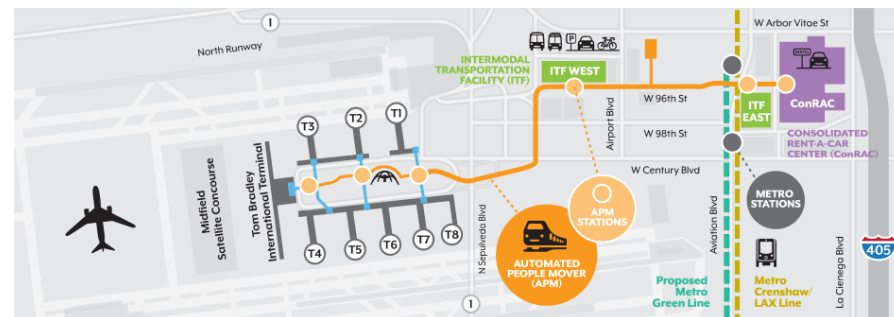 1
W Arbor Vitae St
North Runway
INTERMODAL
TRANSPORTATION
FACILITY (ITF)
P
RENTAL
ITF WEST
ITF
EAST
ConRAC
W 96th St
Airport Blvd
W 98th St
CONSOLIDATED
RENT-A-CAR
CENTER (ConRAC)
W Century Blvd
T3
T2
T1
Midfield
Satellite Concourse
Tom Bradley
International Terminal
T4
T5
T6
T7
T8
N Sepulveda Blvd
APM
STATIONS
AUTOMATED
PEOPLE MOVER
(APM)
METRO
STATIONS
Aviation Blvd
La Cienega Blvd
405
Proposed
Metro
Green Line
Metro
Crenshaw/
LAX Line
1